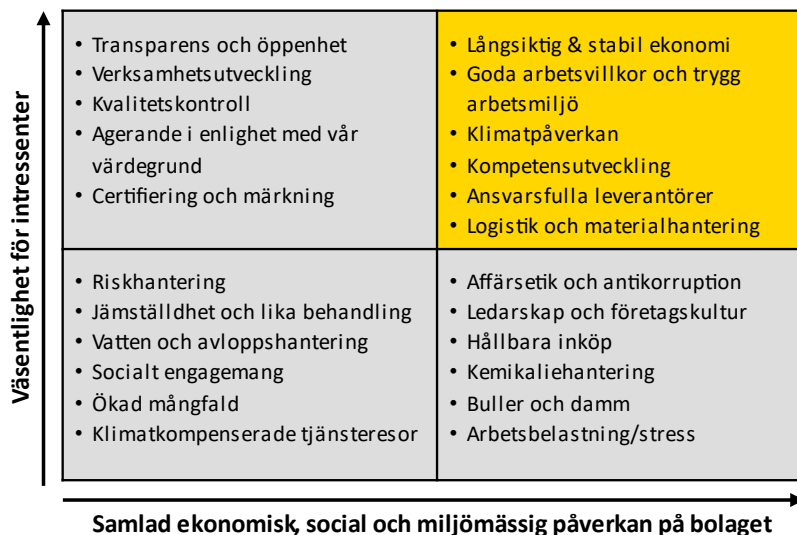 Väsentlighet för intressenter
• Transparens och öppenhet
• Verksamhetsutveckling
• Kvalitetskontroll
• Agerande i enlighet med vår
värdegrund
• Certifiering och märkning
• Långsiktig & stabil ekonomi
• Goda arbetsvillkor och trygg
arbetsmiljö
• Klimatpåverkan
• Kompetensutveckling
• Ansvarsfulla leverantörer
• Logistik och materialhantering
• Riskhantering
• Jämställdhet och lika behandling
• Vatten och avloppshantering
• Socialt engagemang
• Ökad mångfald
• Klimatkompenserade tjänsteresor
• Affärsetik och antikorruption
• Ledarskap och företagskultur
• Hållbara inköp
• Kemikaliehantering
• Buller och damm
• Arbetsbelastning/stress
Samlad ekonomisk, social och miljömässig påverkan på bolaget